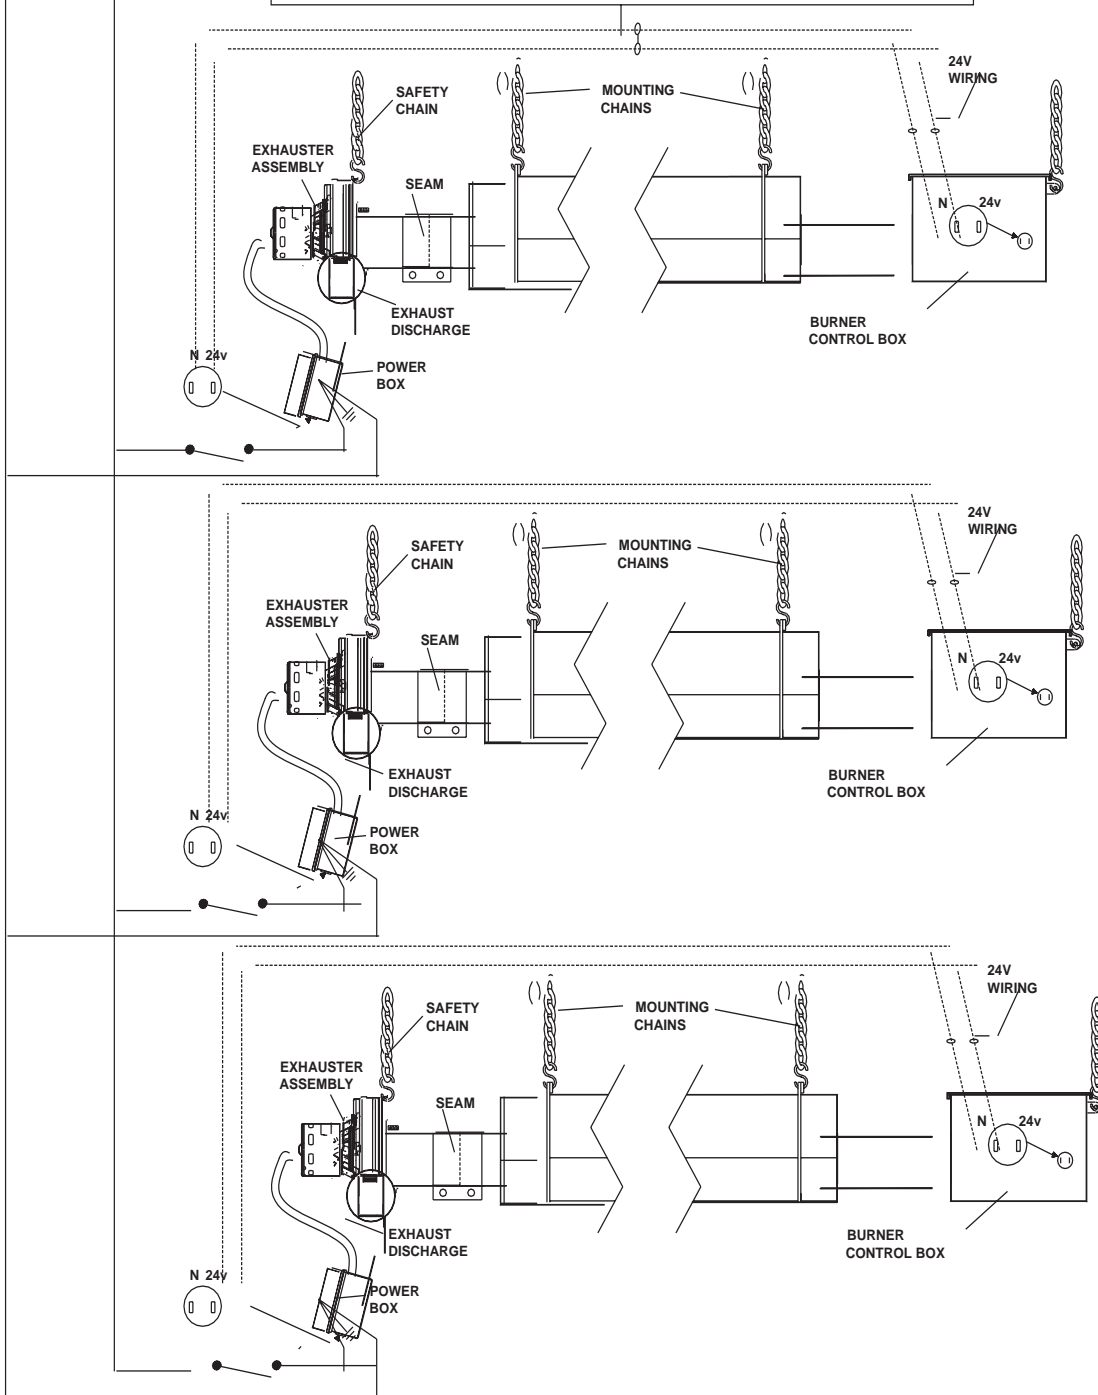 24V
WIRING
SAFETY
CHAIN
MOUNTING
CHAINS
EXHAUSTER
ASSEMBLY
SEAM
N 24v
EXHAUST
DISCHARGE
BURNER
CONTROL BOX
N 24v
POWER
BOX
24V
WIRING
SAFETY
CHAIN
MOUNTING
CHAINS
EXHAUSTER
ASSEMBLY
SEAM
N 24v
EXHAUST
DISCHARGE
BURNER
CONTROL BOX
N 24v
POWER
BOX
24V
WIRING
SAFETY
CHAIN
MOUNTING
CHAINS
EXHAUSTER
ASSEMBLY
SEAM
N 24v
EXHAUST
DISCHARGE
BURNER
CONTROL BOX
N 24v
POWER
BOX